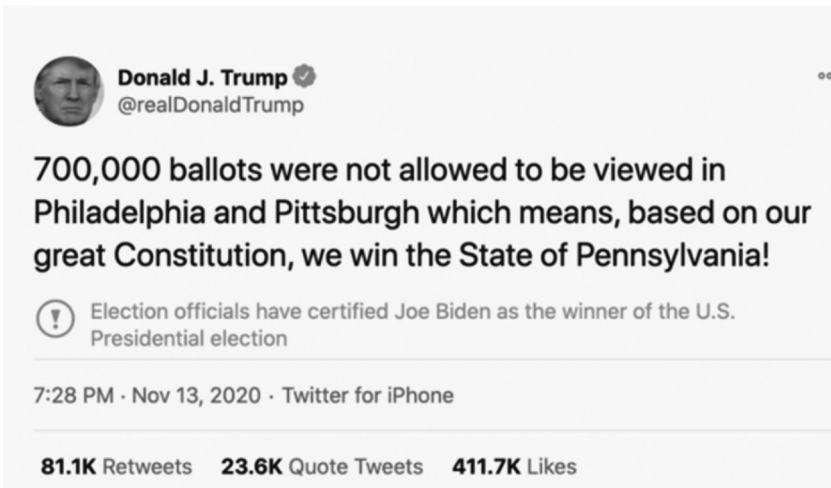 Donald J. Trump
@realDonaldTrump
700,000 ballots were not allowed to be viewed in
Philadelphia and Pittsburgh which means, based on our
great Constitution, we win the State of Pennsylvania!
Election officials have certified Joe Biden as the winner of the U.S.
Presidential election
7:28 PM · Nov 13, 2020 · Twitter for iPhone
81.1K Retweets 23.6K Quote Tweets 411.7K Likes